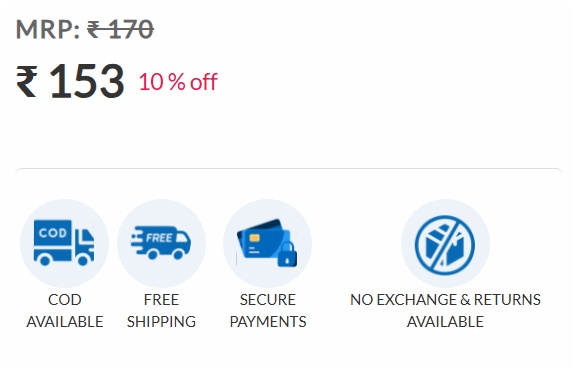 MRP: ₹ 170
₹ 153 10 % off
COD
FREE
COD
AVAILABLE
FREE
SHIPPING
SECURE
PAYMENTS
NO EXCHANGE & RETURNS
AVAILABLE